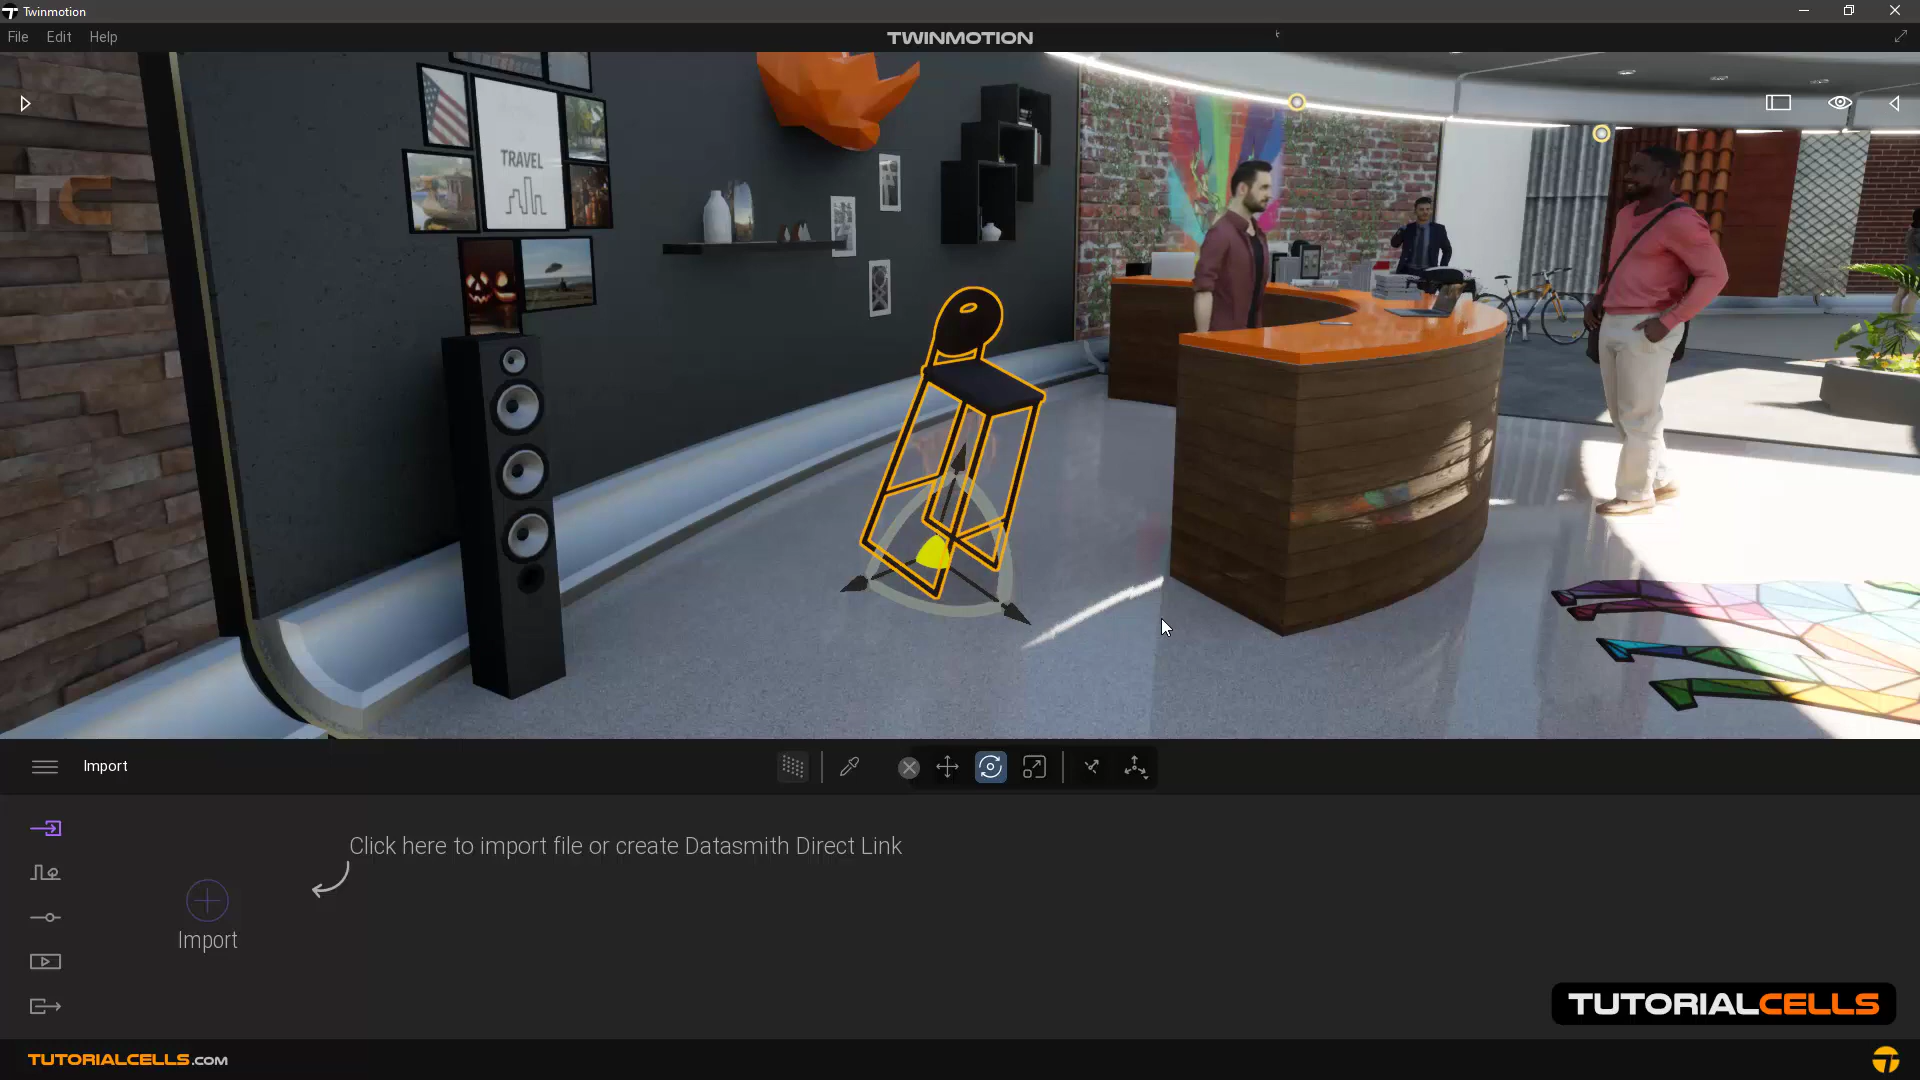 Twinmotion
File Edit Help
TWINMOTION
TRAVEL
TC
Import
Click here to import file or create Datasmith Direct Link
Import
TUTORIALCELLS
TUTORIALCELLS.COM